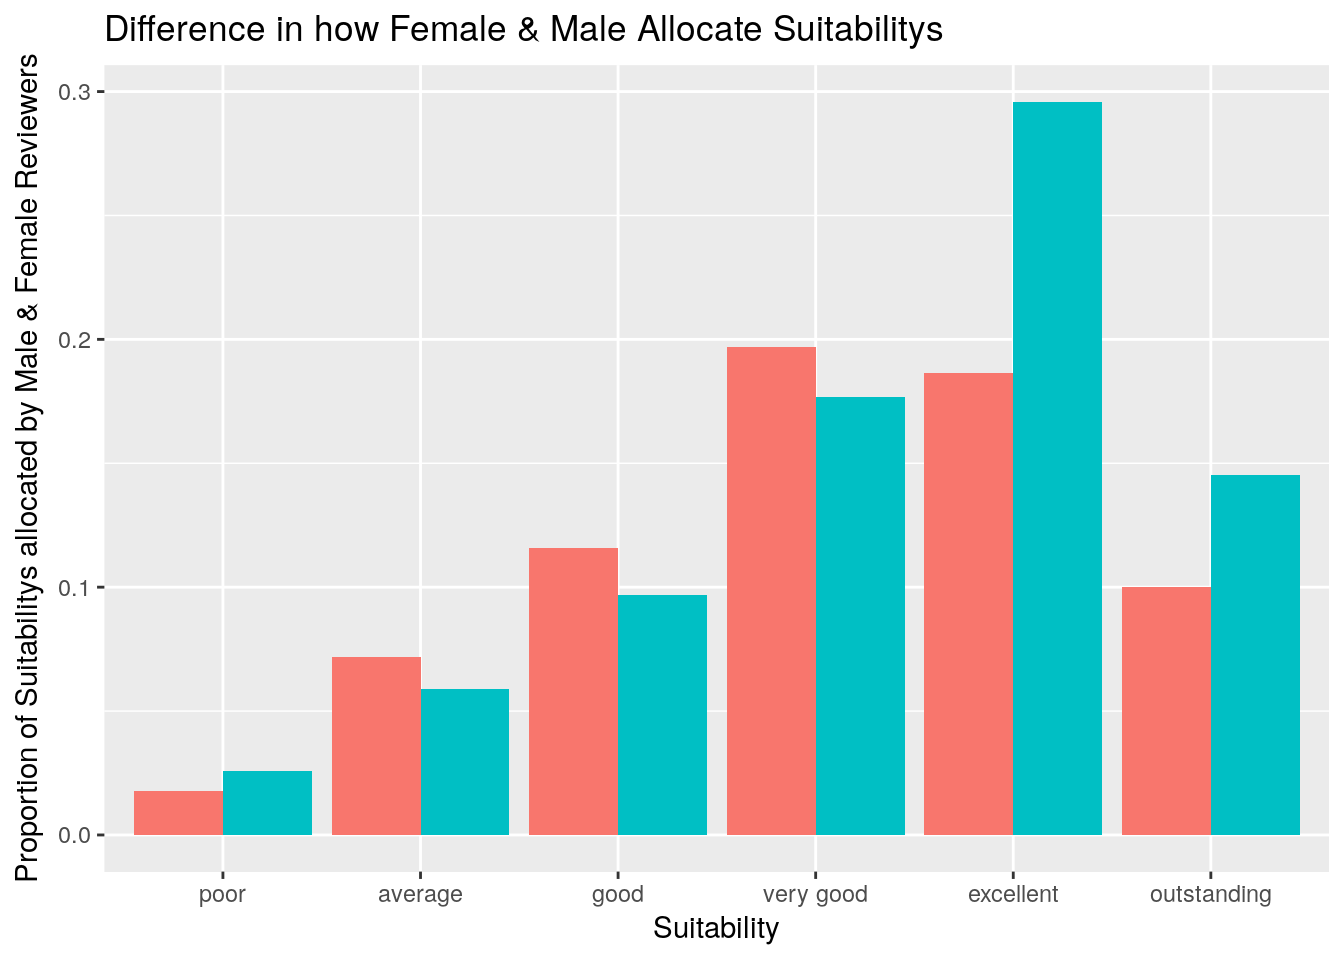 Difference in how Female & Male Allocate Suitabilitys
Proportion of Suitabilitys allocated by Male & Female Reviewers
0.3
0.2
0.1
0.0
poor average good very good excellent outstanding
Suitability